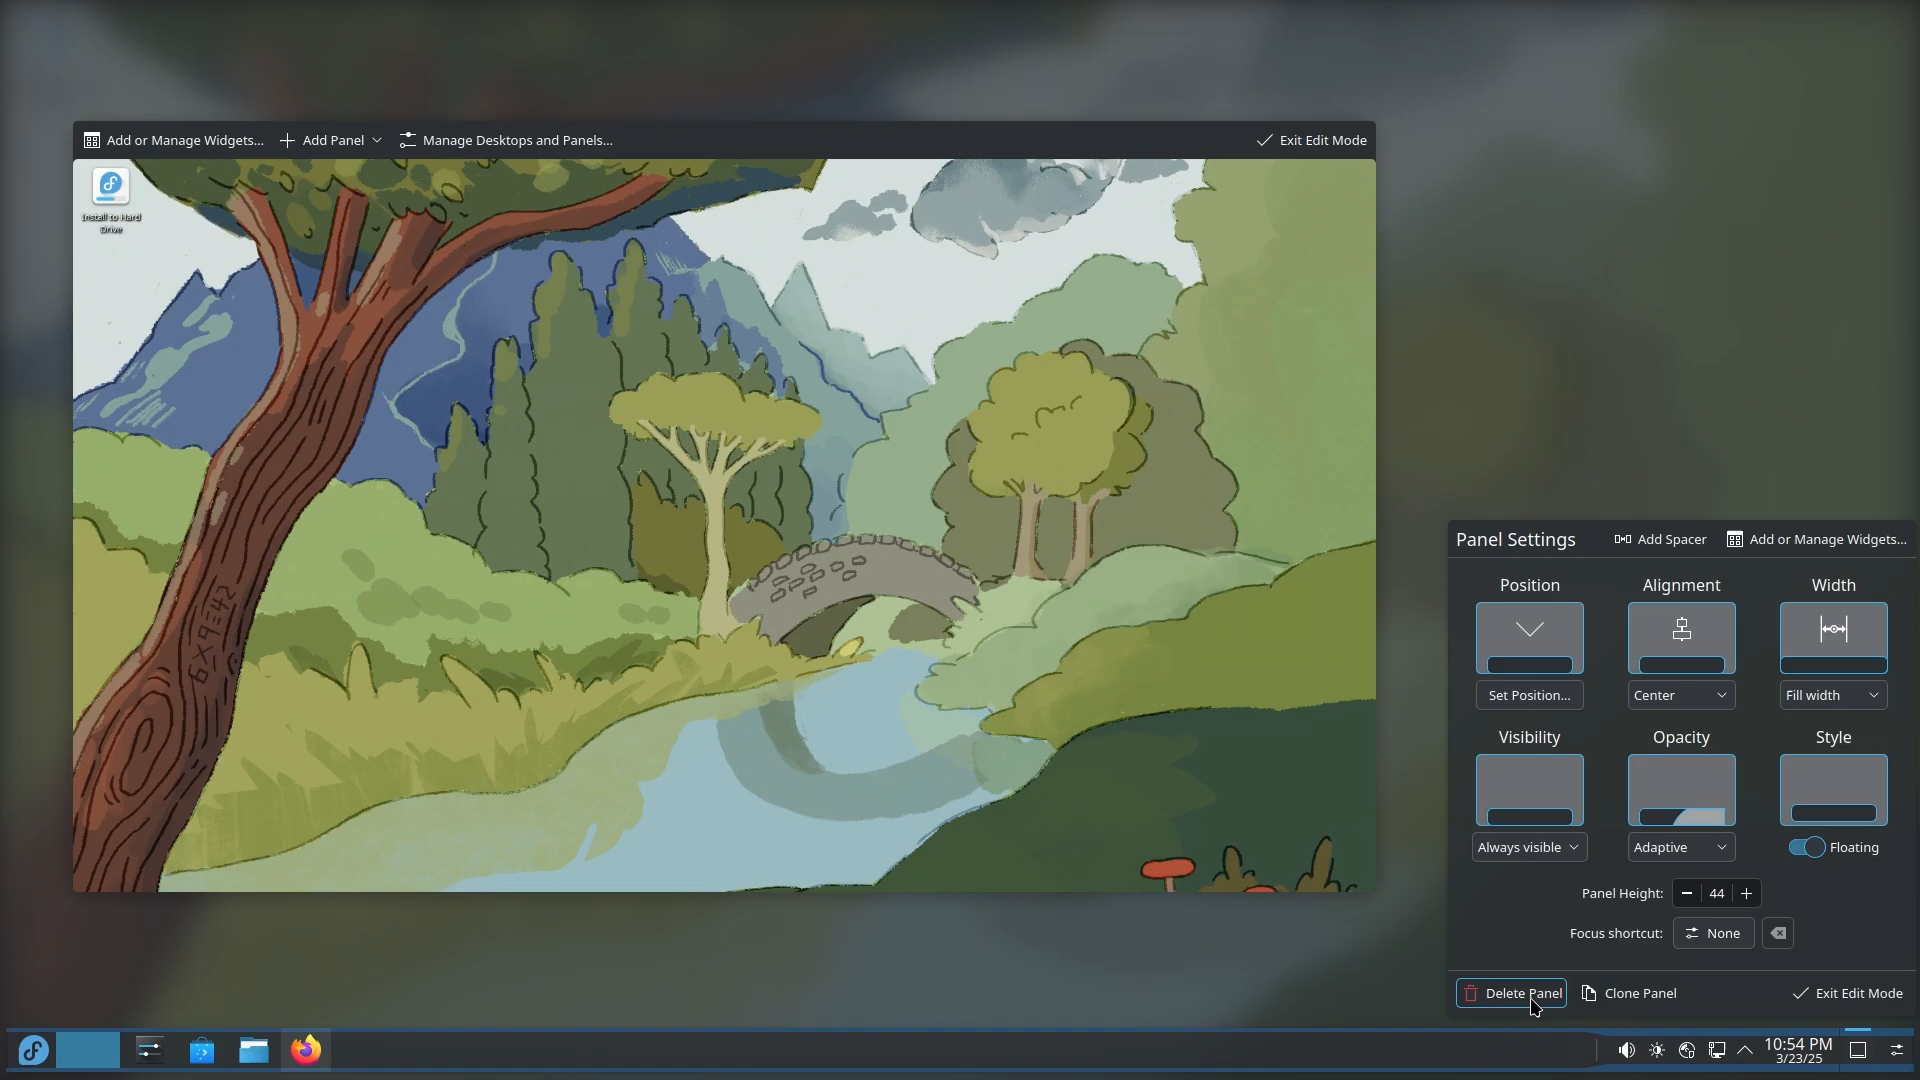 Add or Manage Widgets...
Add Panel
Manage Desktops and Panels...
Exit Edit Mode
Install to Hard
Drive
6×9=42
Panel Settings
Add Spacer
Add or Manage Widgets...
Position
Alignment
Width
Set Position...
Center
Fill width
Visibility
Opacity
Style
Always visible
Adaptive
Floating
Panel Height:
44
Focus shortcut:
None
Delete Panel
Clone Panel
Exit Edit Mode
10:54 PM
3/23/25